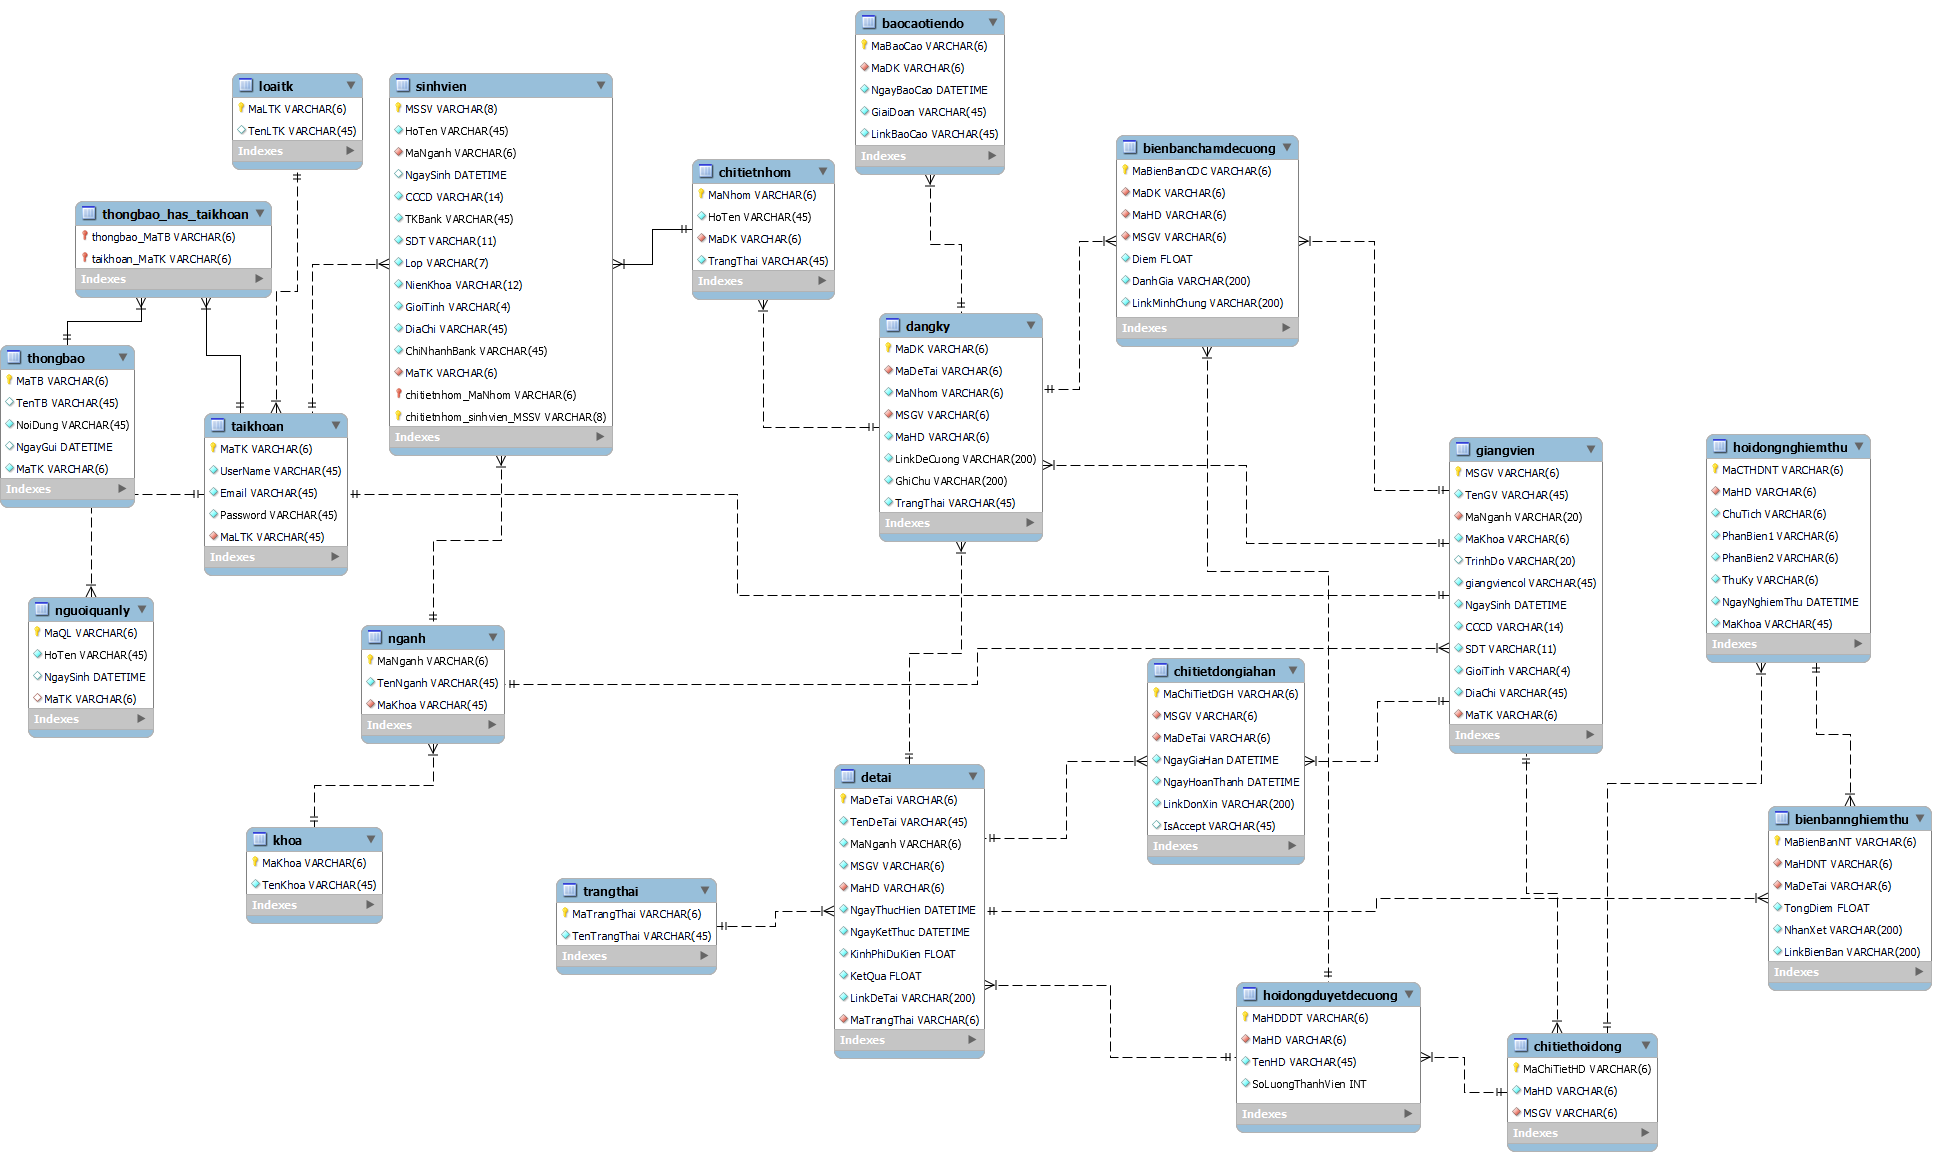 baocaotiendo
MaBaoCao VARCHAR(6)
MaDK VARCHAR(6)
NgayBaoCao DATETIME
GiaiDoan VARCHAR(45)
LinkBaoCao VARCHAR(45)
Indexes
loaitk
MaLTK VARCHAR(6)
TenLTK VARCHAR(45)
Indexes
sinhvien
MSSV VARCHAR(8)
HoTen VARCHAR(45)
MaNganh VARCHAR(6)
NgaySinh DATETIME
CCCD VARCHAR(14)
TKBank VARCHAR(45)
SDT VARCHAR(11)
Lop VARCHAR(7)
NienKhoa VARCHAR(12)
GioiTinh VARCHAR(4)
DiaChi VARCHAR(45)
ChiNhanhBank VARCHAR(45)
MaTK VARCHAR(6)
chitietnhom_MaNhom VARCHAR(6)
chitietnhom_sinhvien_MSSV VARCHAR(8)
Indexes
chitietnhom
MaNhom VARCHAR(6)
HoTen VARCHAR(45)
MaDK VARCHAR(6)
TrangThai VARCHAR(45)
Indexes
bienbanchamdecuong
MaBienBanCDC VARCHAR(6)
MaDK VARCHAR(6)
MaHD VARCHAR(6)
MSGV VARCHAR(6)
Diem FLOAT
DanhGia VARCHAR(200)
LinkMinhChung VARCHAR(200)
Indexes
thongbao_has_taikhoan
thongbao_MaTB VARCHAR(6)
taikhoan_MaTK VARCHAR(6)
Indexes
thongbao
MaTB VARCHAR(6)
TenTB VARCHAR(45)
NoiDung VARCHAR(45)
NgayGui DATETIME
MaTK VARCHAR(6)
Indexes
taikhoan
MaTK VARCHAR(6)
UserName VARCHAR(45)
Email VARCHAR(45)
Password VARCHAR(45)
MaLTK VARCHAR(45)
Indexes
dangky
MaDK VARCHAR(6)
MaDeTai VARCHAR(6)
MaNhom VARCHAR(6)
MSGV VARCHAR(6)
MaHD VARCHAR(6)
LinkDeCuong VARCHAR(200)
GhiChu VARCHAR(200)
TrangThai VARCHAR(45)
Indexes
giangvien
MSGV VARCHAR(6)
TenGV VARCHAR(45)
MaNganh VARCHAR(20)
MaKhoa VARCHAR(6)
TrinhDo VARCHAR(20)
giangviencol VARCHAR(45)
NgaySinh DATETIME
CCCD VARCHAR(14)
SDT VARCHAR(11)
GioiTinh VARCHAR(4)
DiaChi VARCHAR(45)
MaTK VARCHAR(6)
Indexes
hoidongnghiemthu
MaCTHDNT VARCHAR(6)
MaHD VARCHAR(6)
ChuTich VARCHAR(6)
PhanBien1 VARCHAR(6)
PhanBien2 VARCHAR(6)
ThuKy VARCHAR(6)
NgayNghiemThu DATETIME
MaKhoa VARCHAR(45)
Indexes
nguoiquanly
MaQL VARCHAR(6)
HoTen VARCHAR(45)
NgaySinh DATETIME
MaTK VARCHAR(6)
Indexes
nganh
MaNganh VARCHAR(6)
TenNganh VARCHAR(45)
MaKhoa VARCHAR(45)
Indexes
chitietdongiahan
MaChiTietDGH VARCHAR(6)
MSGV VARCHAR(6)
MaDeTai VARCHAR(6)
NgayGiaHan DATETIME
NgayHoanThanh DATETIME
LinkDonXin VARCHAR(200)
IsAccept VARCHAR(45)
Indexes
detai
MaDeTai VARCHAR(6)
TenDeTai VARCHAR(45)
MaNganh VARCHAR(6)
MSGV VARCHAR(6)
MaHD VARCHAR(6)
NgayThucHien DATETIME
NgayKetThuc DATETIME
KinhPhiDuKien FLOAT
KetQua FLOAT
LinkDeTai VARCHAR(200)
MaTrangThai VARCHAR(6)
Indexes
khoa
MaKhoa VARCHAR(6)
TenKhoa VARCHAR(45)
Indexes
trangthai
MaTrangThai VARCHAR(6)
TenTrangThai VARCHAR(45)
Indexes
bienbannghiemthu
MaBienBanNT VARCHAR(6)
MaHDNT VARCHAR(6)
MaDeTai VARCHAR(6)
TongDiem FLOAT
NhanXet VARCHAR(200)
LinkBienBan VARCHAR(200)
Indexes
hoidongduyetdecuong
MaHDDDT VARCHAR(6)
MaHD VARCHAR(6)
TenHD VARCHAR(45)
SoLuongThanhVien INT
Indexes
chitiethoidong
MaChiTietHD VARCHAR(6)
MaHD VARCHAR(6)
MSGV VARCHAR(6)
Indexes